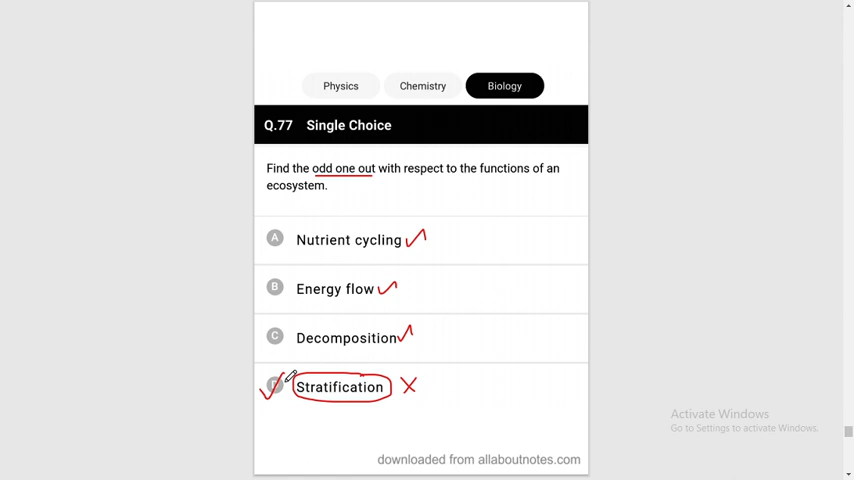 Physics Chemistry Biology
Q.77 Single Choice
Find the odd one out with respect to the functions of an
ecosystem.
A Nutrient cycling
B Energy flow
C Decomposition
Stratification
Activate Windows
Go to Settings to activate Windows.
downloaded from allaboutnotes.com